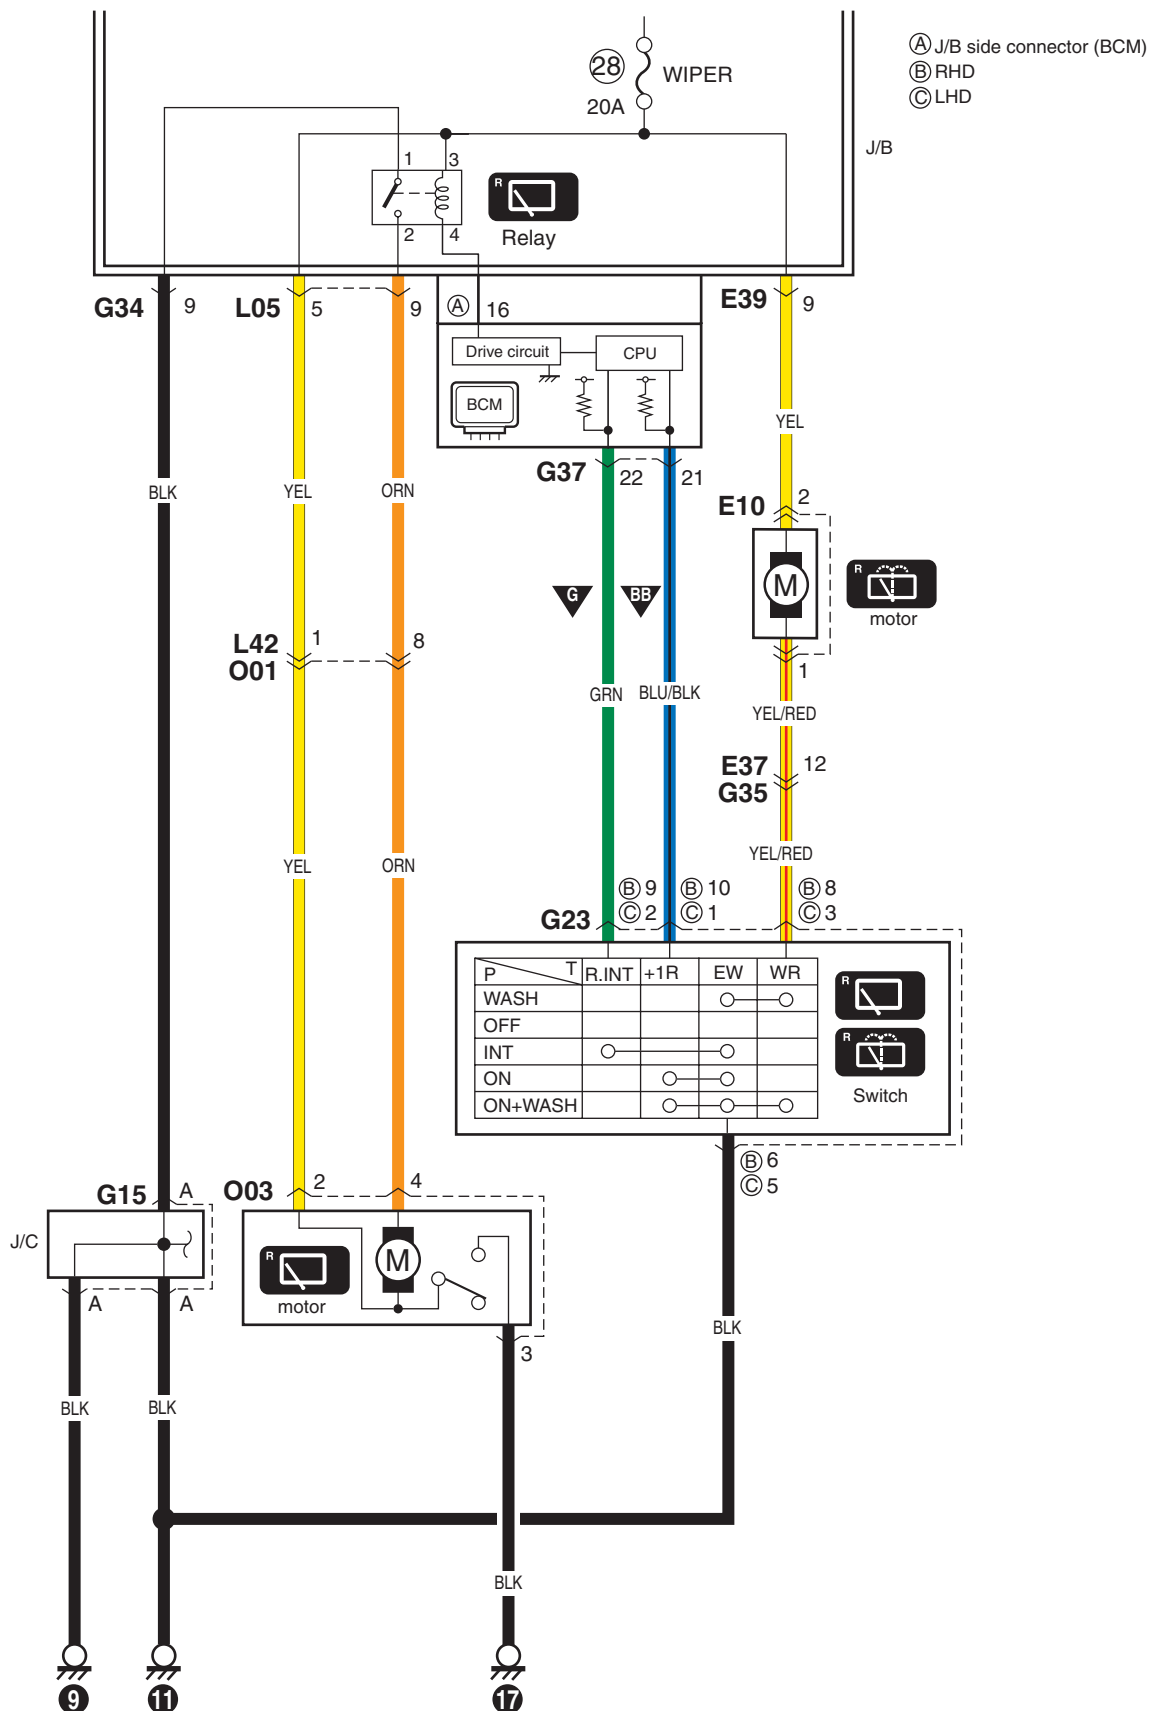 Ⓐ J/B side connector (BCM)
Ⓑ RHD
Ⓒ LHD
28 WIPER
20A
J/B
1 3
R
2 4
Relay
G34 9
L05 5 9
Ⓐ 16
E39 9
Drive circuit
CPU
BCM
YEL
G37 22 21
BLK
YEL
ORN
E10 2
M
R
motor
G
BB
L42 1 8
O01
1
GRN
BLU/BLK
YEL/RED
E37 12
G35
YEL
ORN
YEL/RED
Ⓑ 9 Ⓑ 10 Ⓑ 8
G23 Ⓒ 2 Ⓒ 1 Ⓒ 3
P T R.INT +1R EW WR
WASH
OFF
INT
ON
ON+WASH
R
R
Switch
Ⓑ 6
Ⓒ 5
G15 A
O03 2 4
J/C
R
M
motor
A A
BLK
3
BLK
BLK
BLK
9
11
17